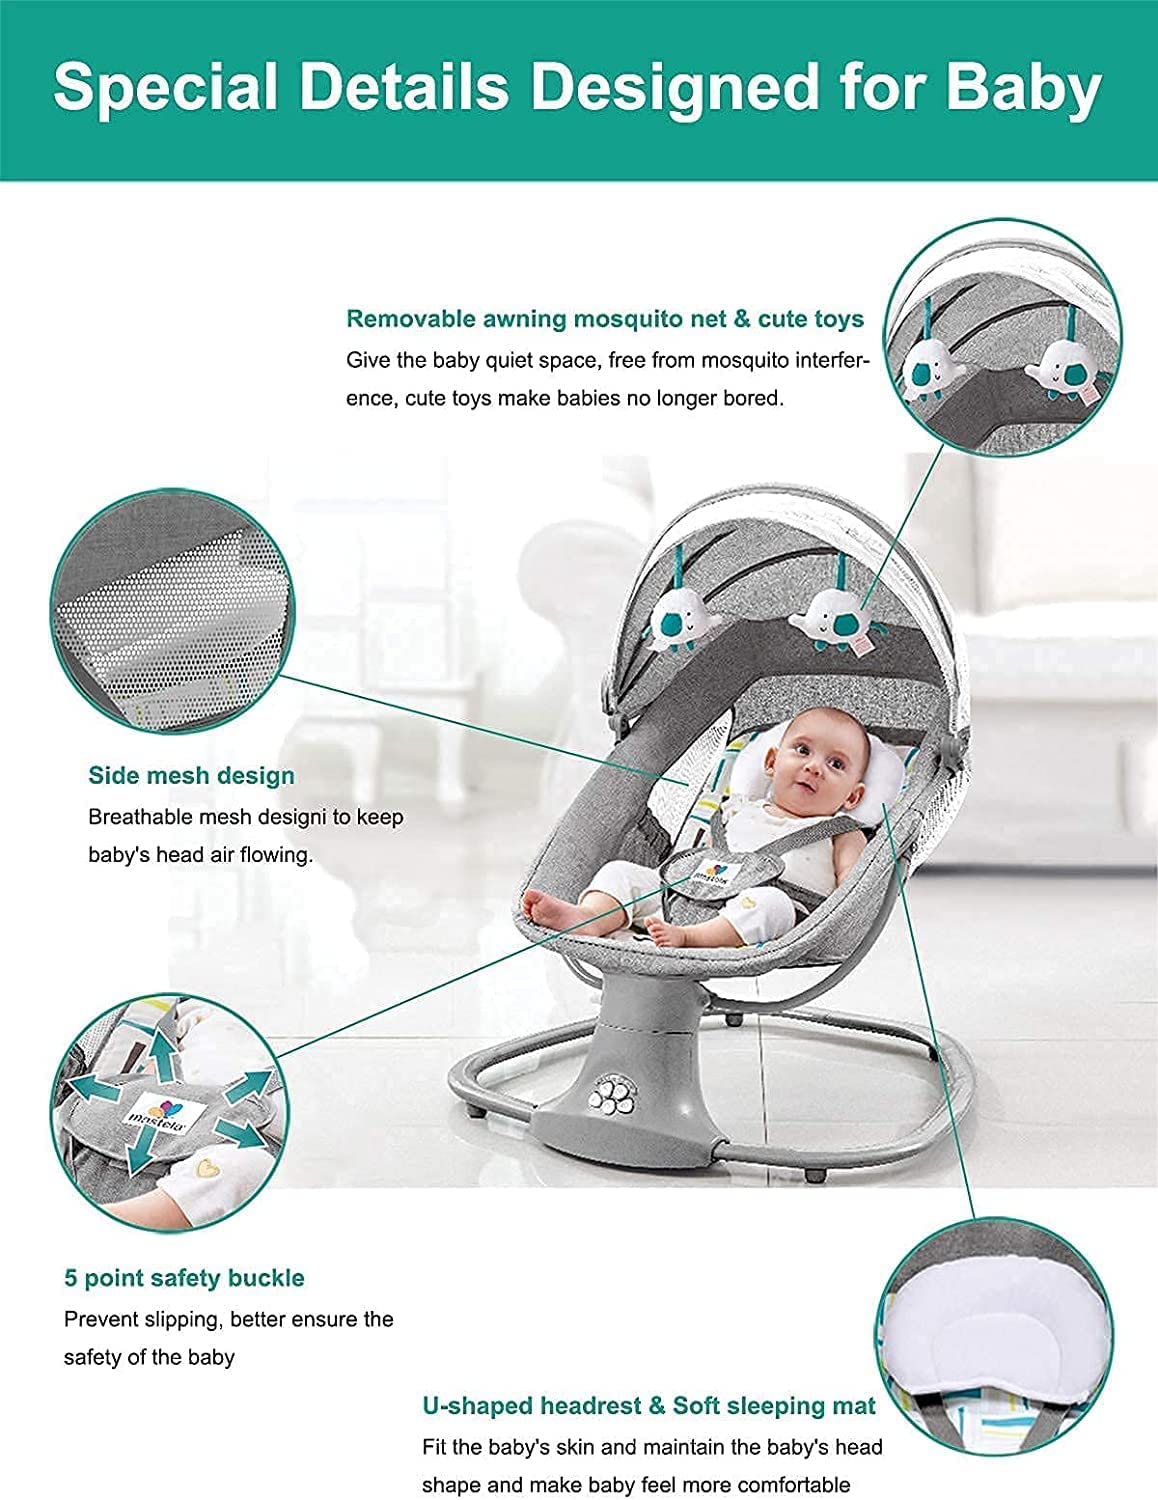 Special Details Designed for Baby
Removable awning mosquito net & cute toys
Give the baby quiet space, free from mosquito interfer-
ence, cute toys make babies no longer bored.
Side mesh design
Breathable mesh designi to keep
baby's head air flowing.
mastela
mastela
5 point safety buckle
Prevent slipping, better ensure the
safety of the baby
U-shaped headrest & Soft sleeping mat
Fit the baby's skin and maintain the baby's head
shape and make baby feel more comfortable